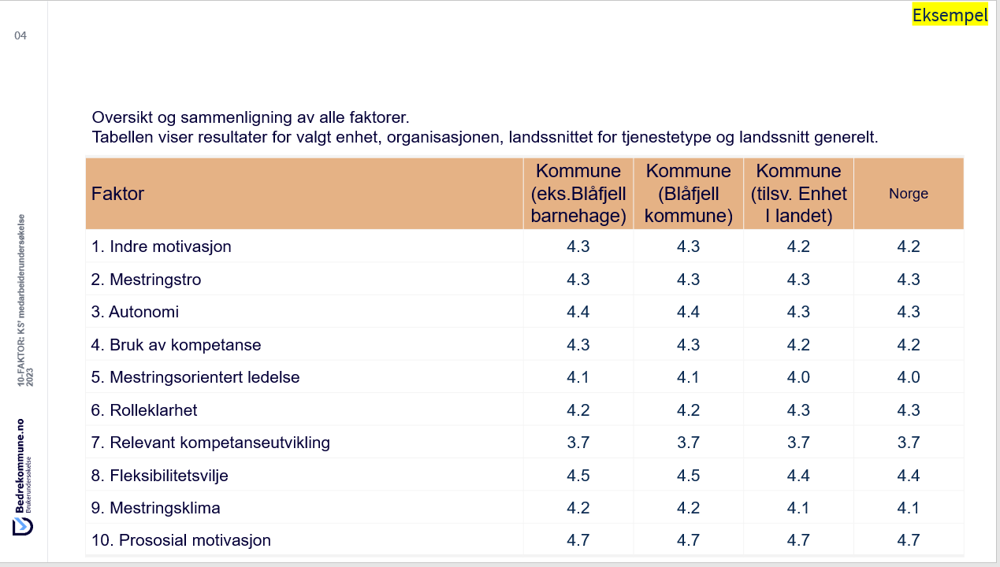 Eksempel
04
Oversikt og sammenligning av alle faktorer.
Tabellen viser resultater for valgt enhet, organisasjonen, landssnittet for tjenestetype og landssnitt generelt.
Faktor
Kommune
(eks.Blåfjell
barnehage)
Kommune
(Blåfjell
kommune)
Kommune
(tilsv. Enhet
I landet)
Norge
1. Indre motivasjon 4.3 4.3 4.2 4.2
2. Mestringstro 4.3 4.3 4.3 4.3
3. Autonomi 4.4 4.4 4.3 4.3
4. Bruk av kompetanse 4.3 4.3 4.2 4.2
5. Mestringsorientert ledelse 4.1 4.1 4.0 4.0
6. Rolleklarhet 4.2 4.2 4.3 4.3
7. Relevant kompetanseutvikling 3.7 3.7 3.7 3.7
8. Fleksibilitetsvilje 4.5 4.5 4.4 4.4
9. Mestringsklima 4.2 4.2 4.1 4.1
10. Prososial motivasjon 4.7 4.7 4.7 4.7
10-FAKTOR: KS' medarbeiderundersøkelse
2023
Bedrekommune.no
Brukerundersøkelse